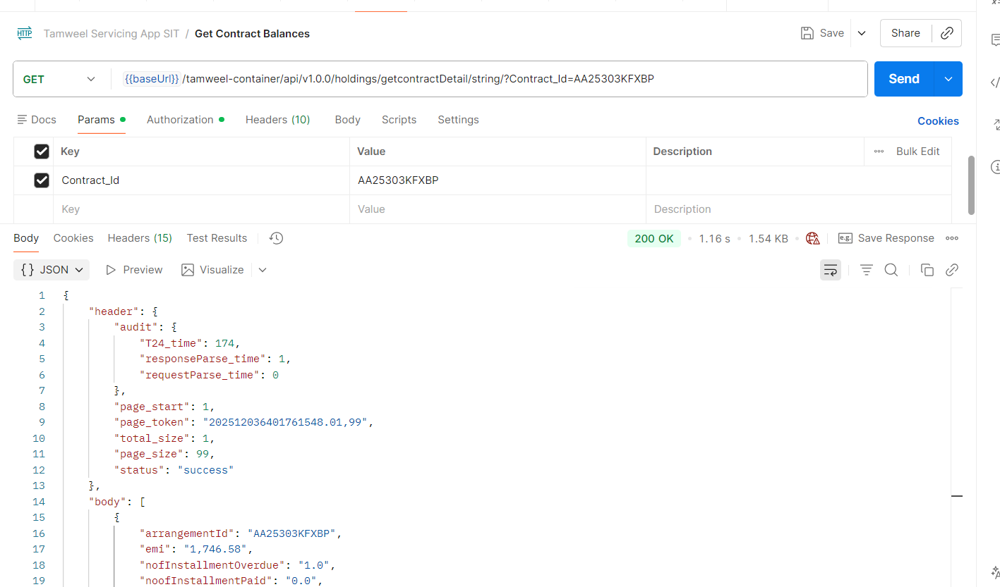 HTTP Tamweel Servicing App SIT / Get Contract Balances Save Share
GET {{baseUrl}}/tamweel-container/api/v1.0.0/holdings/getcontractDetail/string/?Contract_Id=AA25303KFXBP Send
Docs Params Authorization Headers (10) Body Scripts Settings Cookies
Key Value Description Bulk Edit
Contract_Id AA25303KFXBP
Key Value Description
Body Cookies Headers (15) Test Results 200 OK 1.16 s 1.54 KB e.g. Save Response
{} JSON Preview Visualize
1 {
2 "header": {
3 "audit": {
4 "T24_time": 174,
5 "responseParse_time": 1,
6 "requestParse_time": 0
7 },
8 "page_start": 1,
9 "page_token": "202512036401761548.01,99",
10 "total_size": 1,
11 "page_size": 99,
12 "status": "success"
13 },
14 "body": [
15 {
16 "arrangementId": "AA25303KFXBP",
17 "emi": "1,746.58",
18 "nofInstallmentOverdue": "1.0",
19 "noofInstallmentPaid": "0.0",